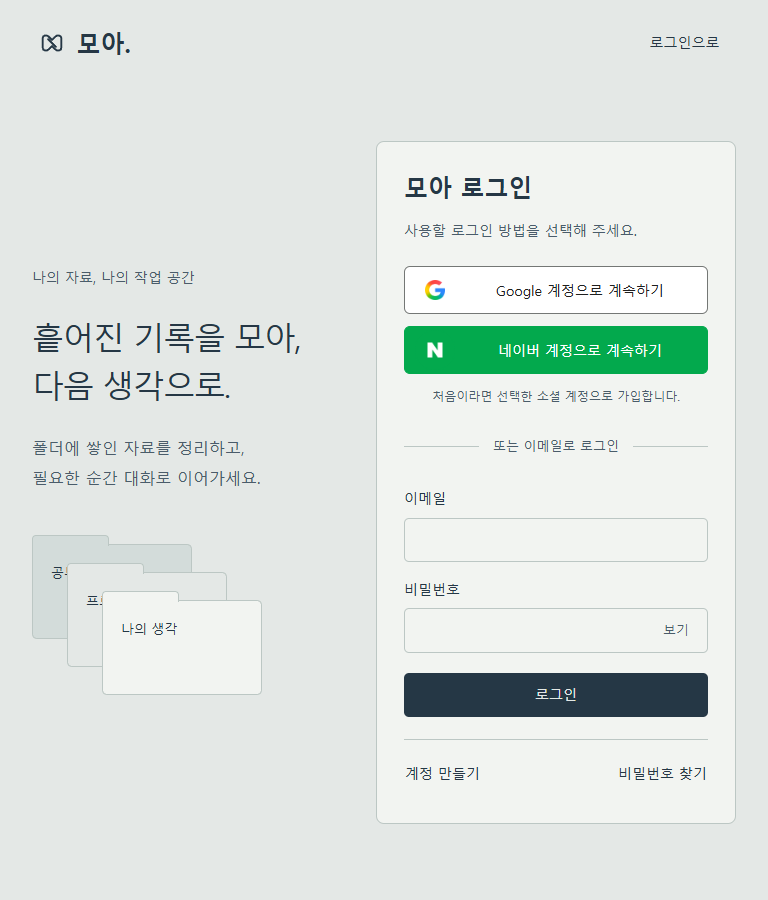 모아.
로그인으로
나의 자료, 나의 작업 공간
흩어진 기록을 모아,
다음 생각으로.
폴더에 쌓인 자료를 정리하고,
필요한 순간 대화로 이어가세요.
나의 생각
모아 로그인
사용할 로그인 방법을 선택해 주세요.
Google 계정으로 계속하기
네이버 계정으로 계속하기
처음이라면 선택한 소셜 계정으로 가입합니다.
또는 이메일로 로그인
이메일
비밀번호
보기
로그인
계정 만들기
비밀번호 찾기